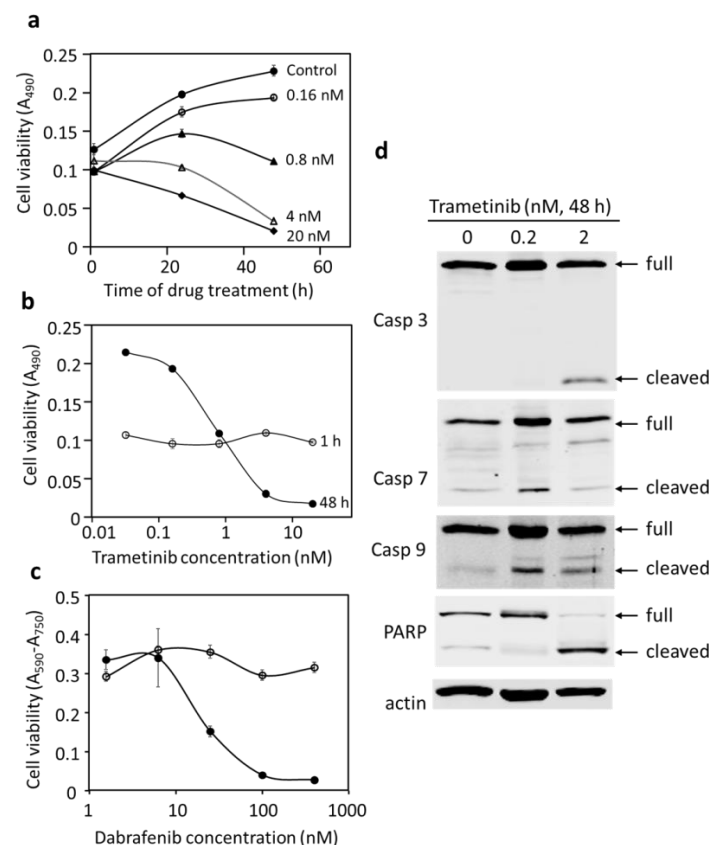 a
0.25
0.2
0.15
0.1
0.05
0
Cell viability (A490)
Control
0.16 nM
0.8 nM
4 nM
20 nM
0 20 40 60
Time of drug treatment (h)
b
0.25
0.2
0.15
0.1
0.05
0
Cell viability (A490)
1 h
48 h
0.01 0.1 1 10
Trametinib concentration (nM)
c
0.5
0.4
0.3
0.2
0.1
0
Cell viability (A590-A750)
1 10 100 1000
Dabrafenib concentration (nM)
d
Trametinib (nM, 48 h)
0 0.2 2
full
Casp 3
cleaved
full
Casp 7
cleaved
full
Casp 9
cleaved
full
PARP
cleaved
actin